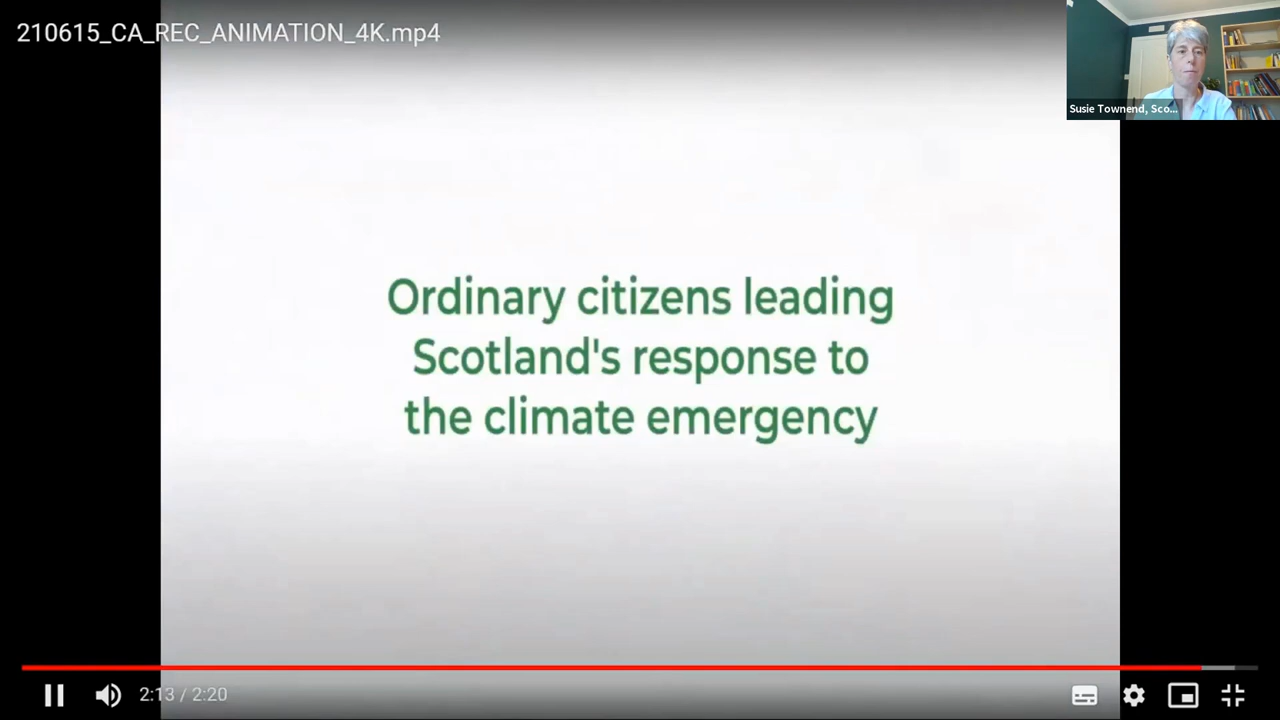 210615_CA_REC_ANIMATION_4K.mp4
Susie Townend, Sco...
Ordinary citizens leading
Scotland's response to
the climate emergency
2:13 / 2:20